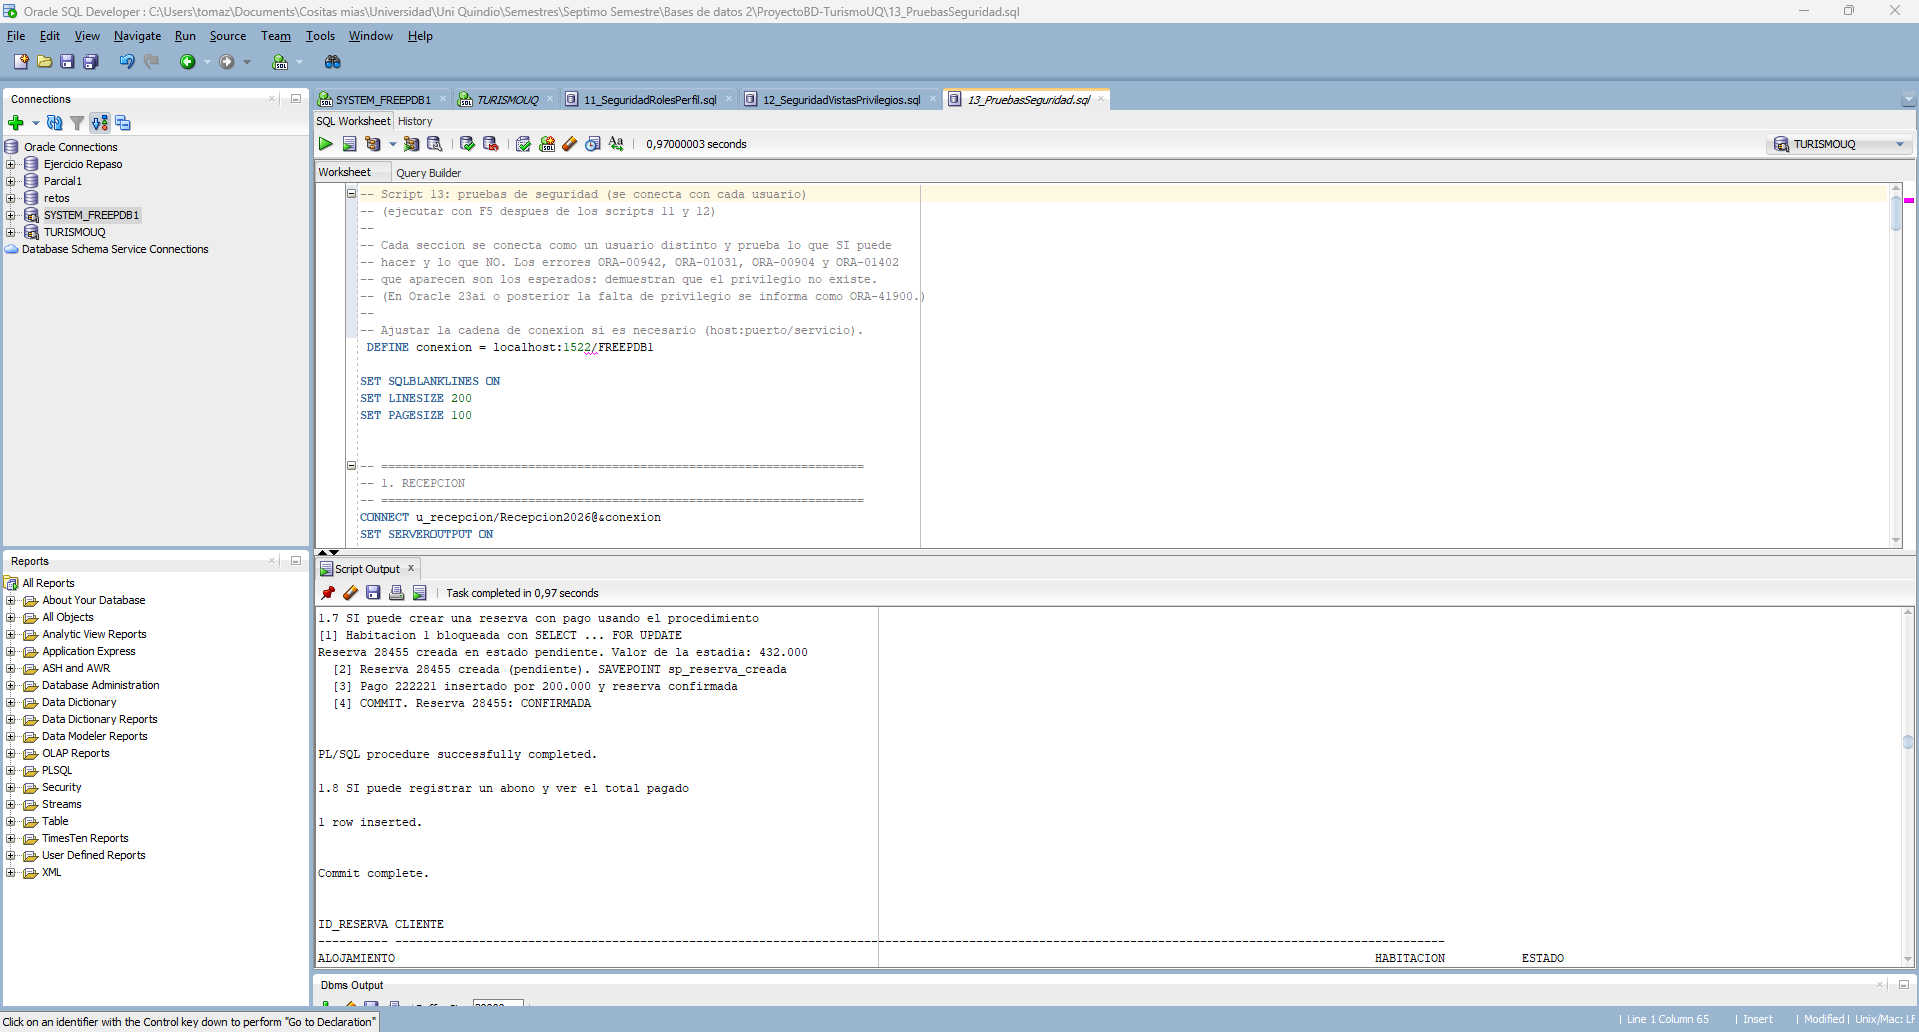 Oracle SQL Developer : C:\Users\tomaz\Documents\Cositas mias\Universidad\Uni Quindio\Semestres\Septimo Semestre\Bases de datos 2\ProyectoBD-TurismoUQ\13_PruebasSeguridad.sql
File Edit View Navigate Run Source Team Tools Window Help
Connections
Oracle Connections
Ejercicio Repaso
Parcial1
retos
SYSTEM_FREEPDB1
TURISMOUQ
Database Schema Service Connections
Reports
All Reports
About Your Database
All Objects
Analytic View Reports
Application Express
ASH and AWR
Database Administration
Data Dictionary
Data Dictionary Reports
Data Modeler Reports
OLAP Reports
PLSQL
Security
Streams
Table
TimesTen Reports
User Defined Reports
XML
SYSTEM_FREEPDB1 TURISMOUQ 11_SeguridadRolesPerfil.sql 12_SeguridadVistasPrivilegios.sql 13_PruebasSeguridad.sql
SQL Worksheet History
0,97000003 seconds
TURISMOUQ
Worksheet Query Builder
-- Script 13: pruebas de seguridad (se conecta con cada usuario)
-- (ejecutar con F5 despues de los scripts 11 y 12)
--
-- Cada seccion se conecta como un usuario distinto y prueba lo que SI puede
-- hacer y lo que NO. Los errores ORA-00942, ORA-01031, ORA-00904 y ORA-01402
-- que aparecen son los esperados: demuestran que el privilegio no existe.
-- (En Oracle 23ai o posterior la falta de privilegio se informa como ORA-41900.)
--
-- Ajustar la cadena de conexion si es necesario (host:puerto/servicio).
DEFINE conexion = localhost:1522/FREEPDB1
SET SQLBLANKLINES ON
SET LINESIZE 200
SET PAGESIZE 100
-- =====================================================================
-- 1. RECEPCION
-- =====================================================================
CONNECT u_recepcion/Recepcion2026@&conexion
SET SERVEROUTPUT ON
Script Output
Task completed in 0,97 seconds
1.7 SI puede crear una reserva con pago usando el procedimiento
[1] Habitacion 1 bloqueada con SELECT ... FOR UPDATE
Reserva 28455 creada en estado pendiente. Valor de la estadia: 432.000
[2] Reserva 28455 creada (pendiente). SAVEPOINT sp_reserva_creada
[3] Pago 222221 insertado por 200.000 y reserva confirmada
[4] COMMIT. Reserva 28455: CONFIRMADA
PL/SQL procedure successfully completed.
1.8 SI puede registrar un abono y ver el total pagado
1 row inserted.
Commit complete.
ID_RESERVA CLIENTE
---------- ------------------------------------------------------------------------------------------------------------------------------------------------------
ALOJAMIENTO HABITACION ESTADO
Dbms Output
Click on an identifier with the Control key down to perform "Go to Declaration"
Line 1 Column 65 | Insert | Modified | Unix/Mac: LF